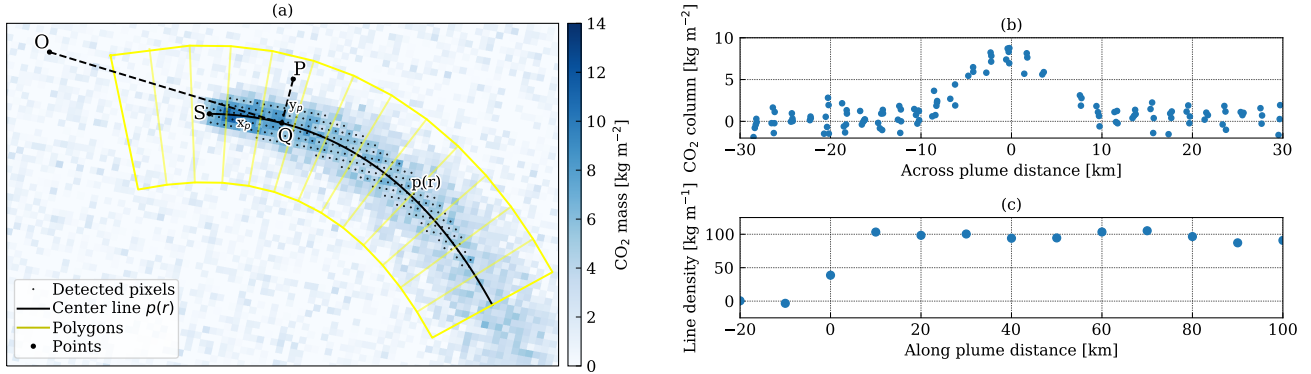 (a)
O
P
S
x_ρ
y_ρ
Q
p(r)
Detected pixels
Center line p(r)
Polygons
Points
14
12
10
8
6
4
2
0
CO₂ mass [kg m⁻²]
(b)
CO₂ column [kg m⁻²]
10
5
0
−30
−20
−10
0
10
20
30
Across plume distance [km]
(c)
Line density [kg m⁻¹]
100
50
0
−20
0
20
40
60
80
100
Along plume distance [km]